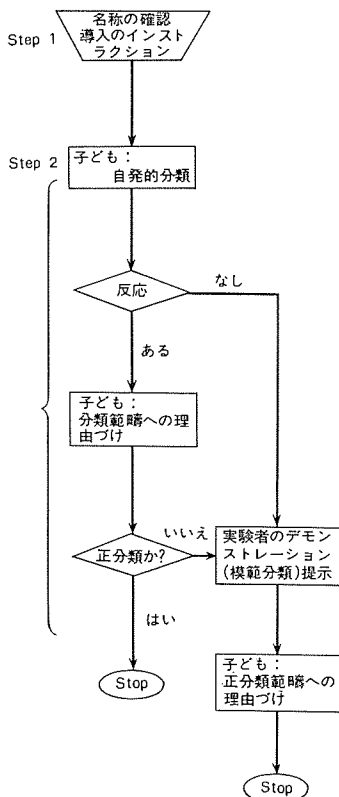 Step 1
名称の確認
導入のインスト
ラクション
Step 2
子ども：
自発的分類
反応
なし
ある
子ども：
分類範疇への理
由づけ
正分類か?
いいえ
はい
実験者のデモン
ストレーション
(模範分類)提示
Stop
子ども：
正分類範疇への
理由づけ
Stop